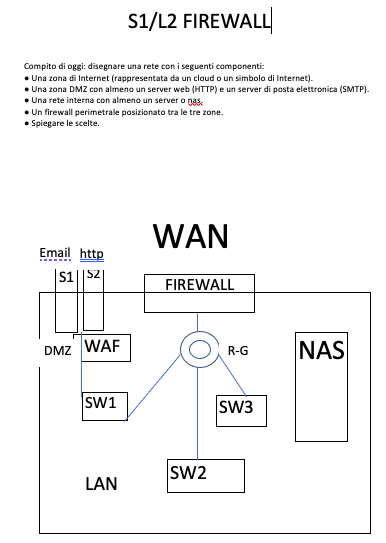 S1/L2 FIREWALL
Compito di oggi: disegnare una rete con i seguenti componenti:
● Una zona di Internet (rappresentata da un cloud o un simbolo di Internet).
● Una zona DMZ con almeno un server web (HTTP) e un server di posta elettronica (SMTP).
● Una rete interna con almeno un server o nas.
● Un firewall perimetrale posizionato tra le tre zone.
● Spiegare le scelte.
WAN
Email http
S1 S2
FIREWALL
DMZ WAF R-G NAS
SW1 SW3
SW2
LAN